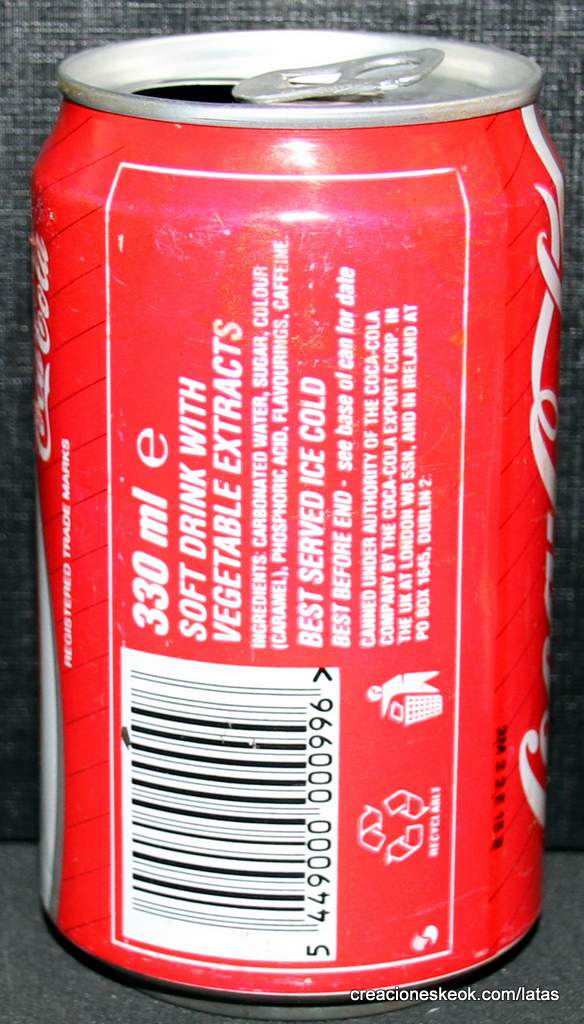 Coca-Cola
REGISTERED TRADE MARKS
330 ml e
SOFT DRINK WITH
VEGETABLE EXTRACTS
INGREDIENTS: CARBONATED WATER, SUGAR, COLOUR
(CARAMEL), PHOSPHORIC ACID, FLAVOURINGS, CAFFEINE
BEST SERVED ICE COLD
BEST BEFORE END - see base of can for date
CANNED UNDER AUTHORITY OF THE COCA-COLA
COMPANY BY THE COCA-COLA EXPORT CORP. IN
THE UK AT LONDON W6 5SN, AND IN IRELAND AT
PO BOX 1645, DUBLIN 2.
5 449000 000996 >
RECYCLABLE
creacioneskeok.com/latas